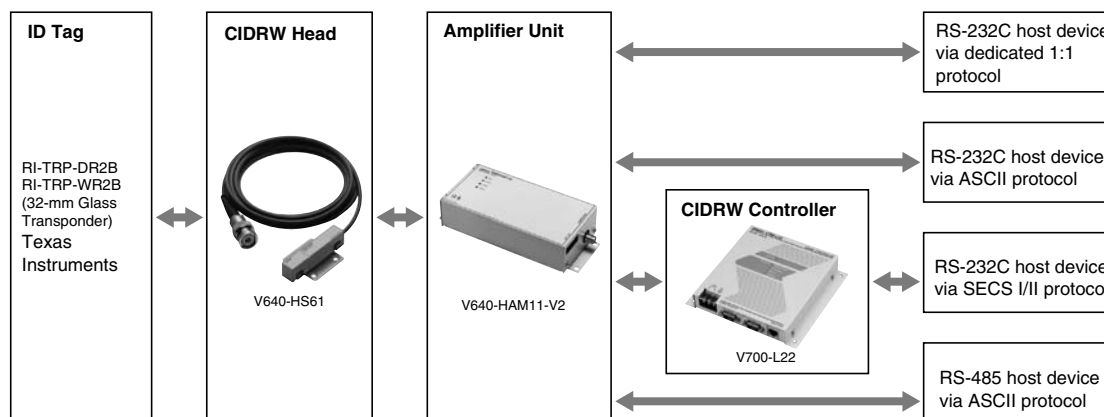 ID Tag
RI-TRP-DR2B
RI-TRP-WR2B
(32-mm Glass
Transponder)
Texas
Instruments
CIDRW Head
V640-HS61
Amplifier Unit
V640-HAM11-V2
CIDRW Controller
V700-L22
RS-232C host device
via dedicated 1:1
protocol
RS-232C host device
via ASCII protocol
RS-232C host device
via SECS I/II protocol
RS-485 host device
via ASCII protocol